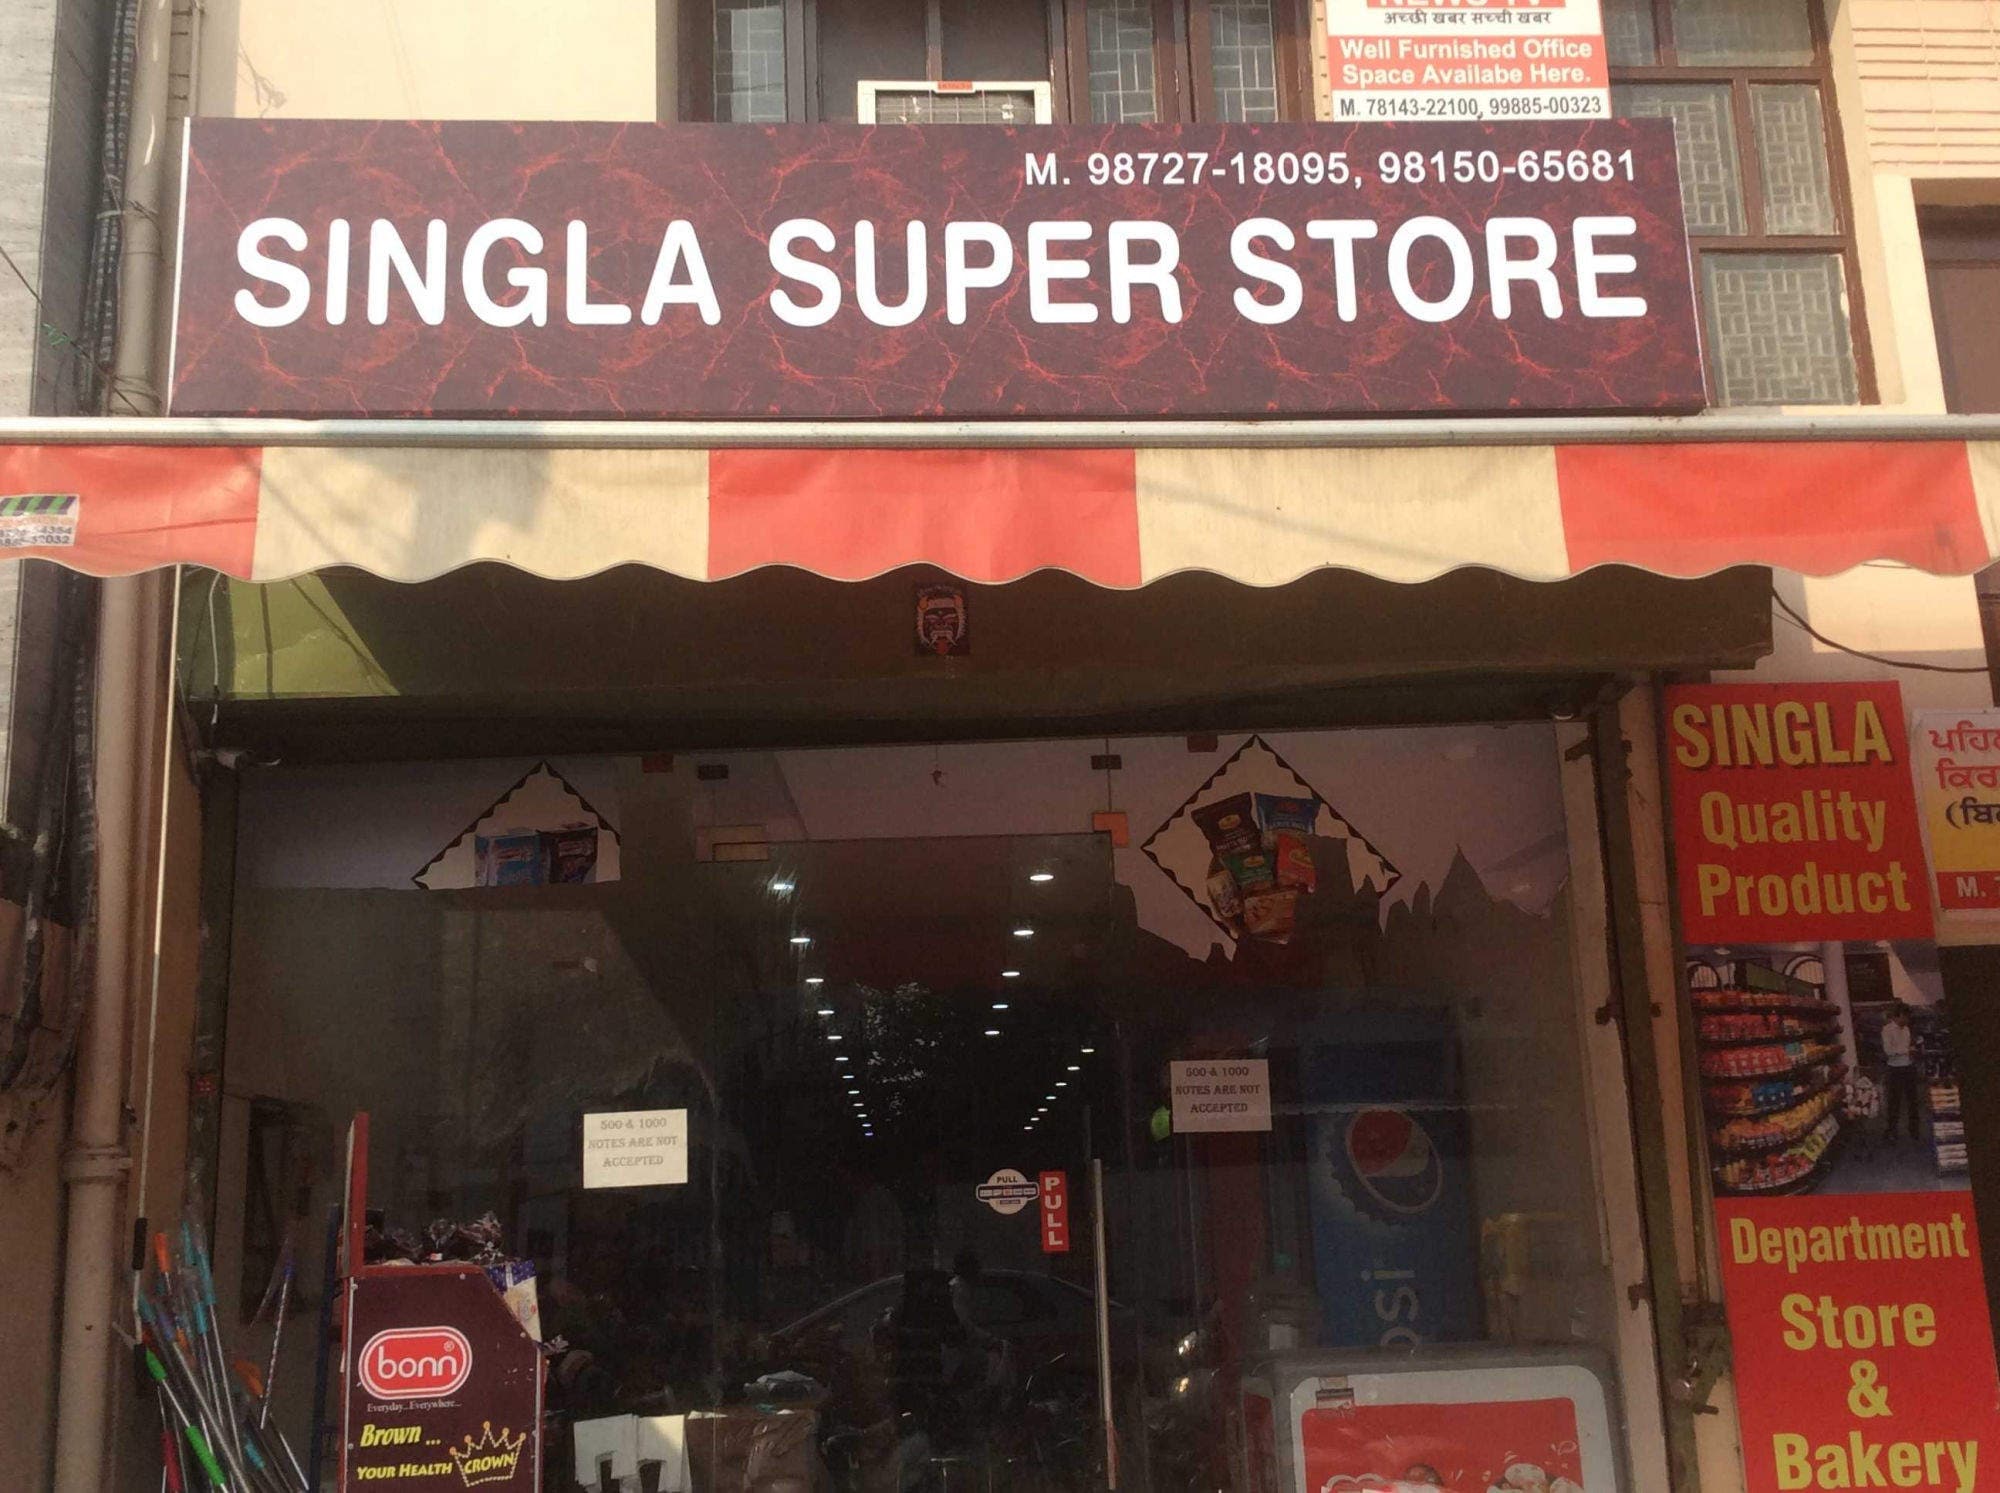 अच्छी खबर सच्ची खबर
Well Furnished Office
Space Availabe Here.
M. 78143-22100, 99885-00323
M. 98727-18095, 98150-65681
SINGLA SUPER STORE
SINGLA
Quality
Product
ਪਹਿ
ਕਿਰ
M.
500 & 1000
NOTES ARE NOT
ACCEPTED
500 & 1000
NOTES ARE NOT
ACCEPTED
PULL
PULL
bonn
Everyday...Everywhere...
Brown ...
YOUR HEALTH CROWN
Department
Store
&
Bakery